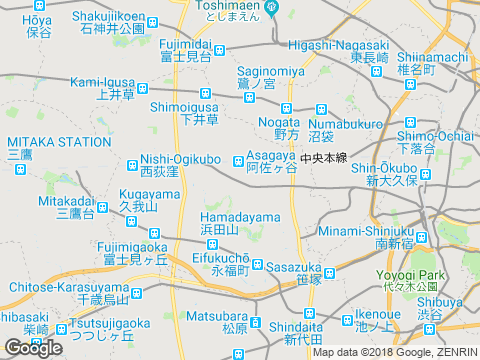 Toshimaen
としまえん
Hōya
保谷
Shakujiikoen
石神井公園
Fujimidai
富士見台
Higashi-Nagasaki
東長崎
Shiinamachi
椎名町
Saginomiya
鷺ノ宮
Kami-Igusa
上井草
Shimoigusa
下井草
Nogata
野方
Numabukuro
沼袋
Shimo-Ochiai
下落合
MITAKA STATION
三鷹
Nishi-Ogikubo
西荻窪
Asagaya
阿佐ヶ谷
中央本線
Shin-Ōkubo
新大久保
Mitakadai
三鷹台
Kugayama
久我山
Hamadayama
浜田山
Minami-Shinjuku
南新宿
Fujimigaoka
富士見ヶ丘
Eifukuchō
永福町
Sasazuka
笹塚
Yoyogi Park
代々木公園
Chitose-Karasuyama
千歳烏山
Shibuya
渋谷
Shibasaki
柴崎
Tsutsujigaoka
つつじヶ丘
Matsubara
松原
Shindaita
新代田
Ikenoue
池ノ上
Google
Map data ©2018 Google, ZENRIN